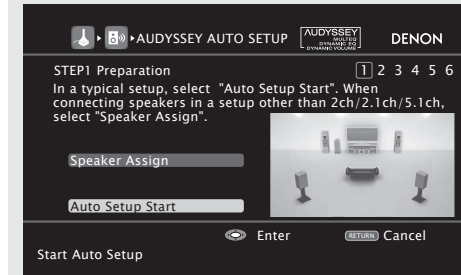 AUDYSSEY AUTO SETUP
AUDYSSEY
MULTEQ
DYNAMIC EQ
DYNAMIC VOLUME
DENON
STEP1 Preparation
1 2 3 4 5 6
In a typical setup, select "Auto Setup Start". When
connecting speakers in a setup other than 2ch/2.1ch/5.1ch,
select "Speaker Assign".
Speaker Assign
Auto Setup Start
Enter
RETURN Cancel
Start Auto Setup